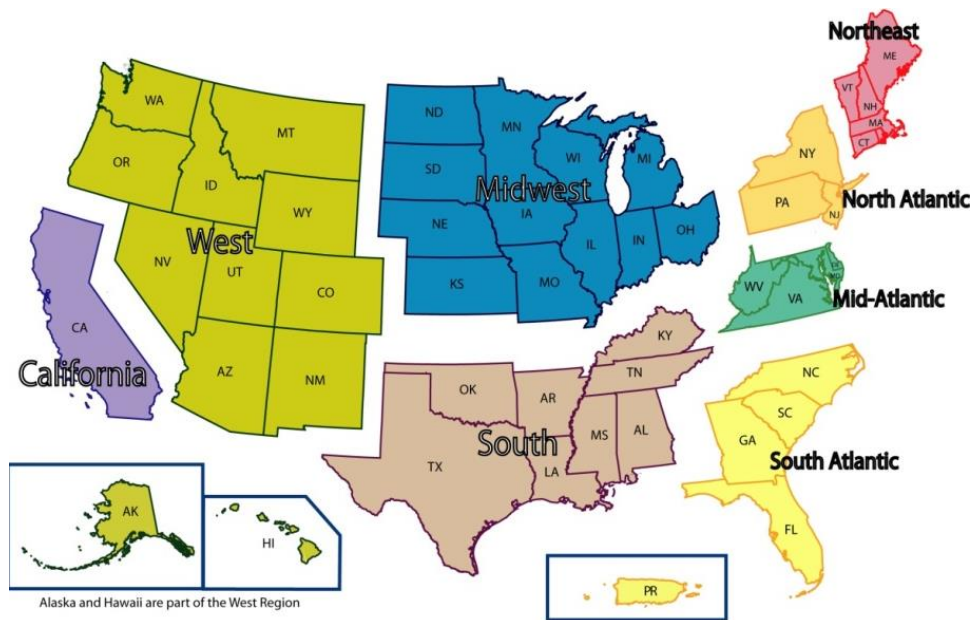 Northeast
ME
VT
NH
MA
CT
WA
MT
OR
ID
WY
West
NV
UT
CO
AZ
NM
CA
California
ND
MN
SD
WI
MI
Midwest
NE
IA
IL
IN
OH
KS
MO
NY
PA
NJ
North Atlantic
WV
VA
MD
Mid-Atlantic
KY
TN
OK
AR
TX
LA
MS
AL
South
NC
SC
GA
FL
South Atlantic
AK
HI
Alaska and Hawaii are part of the West Region
PR